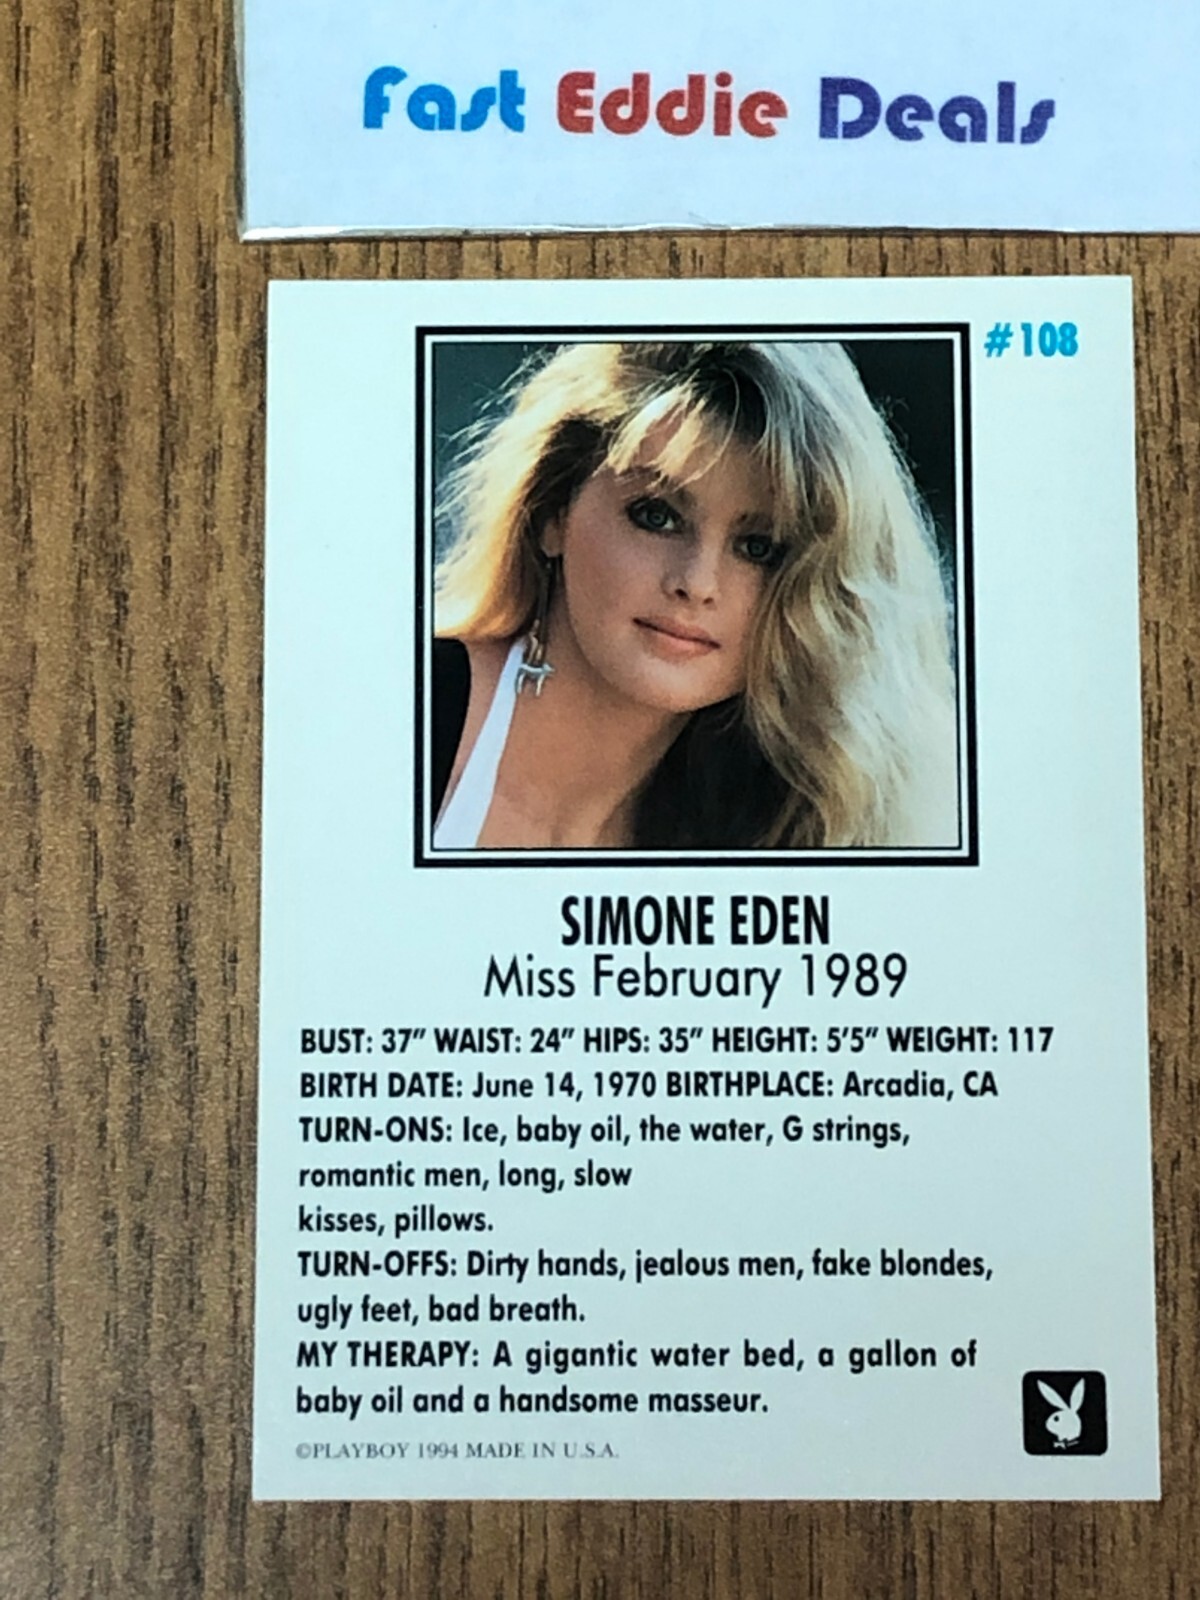 Fast Eddie Deals
#108
SIMONE EDEN
Miss February 1989
BUST: 37" WAIST: 24" HIPS: 35" HEIGHT: 5'5" WEIGHT: 117
BIRTH DATE: June 14, 1970 BIRTHPLACE: Arcadia, CA
TURN-ONS: Ice, baby oil, the water, G strings,
romantic men, long, slow
kisses, pillows.
TURN-OFFS: Dirty hands, jealous men, fake blondes,
ugly feet, bad breath.
MY THERAPY: A gigantic water bed, a gallon of
baby oil and a handsome masseur.
©PLAYBOY 1994 MADE IN U.S.A.